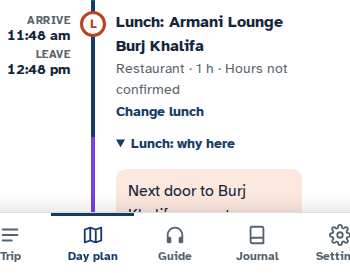 ARRIVE
11:48 am
LEAVE
12:48 pm
L
Lunch: Armani Lounge
Burj Khalifa
Restaurant · 1 h · Hours not
confirmed
Change lunch
▼ Lunch: why here
Next door to Burj
Trip
Day plan
Guide
Journal